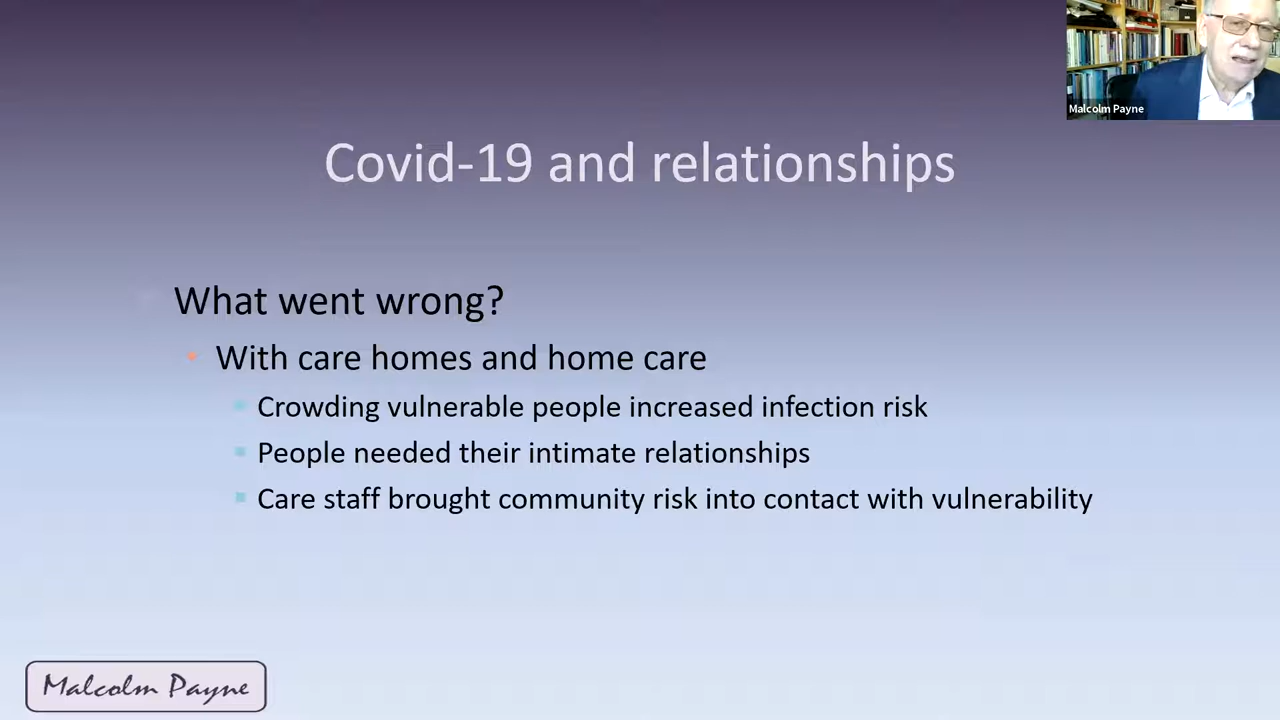 Malcolm Payne
Covid-19 and relationships
What went wrong?
With care homes and home care
Crowding vulnerable people increased infection risk
People needed their intimate relationships
Care staff brought community risk into contact with vulnerability
Malcolm Payne